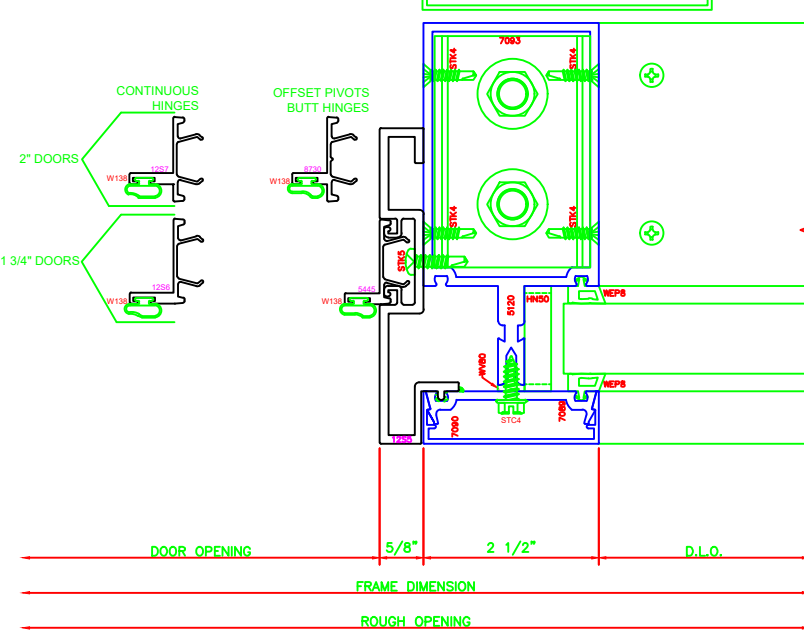 7093
STK4
STK4
CONTINUOUS
HINGES
OFFSET PIVOTS
BUTT HINGES
2" DOORS
12S7
W138
8730
W138
STK4
STK4
1 3/4" DOORS
STK5
12S6
W138
5445
W138
5120
HN50
WEP8
WV80
WEP8
STC4
7090
7089
12S5
DOOR OPENING
5/8"
2 1/2"
D.L.O.
FRAME DIMENSION
ROUGH OPENING